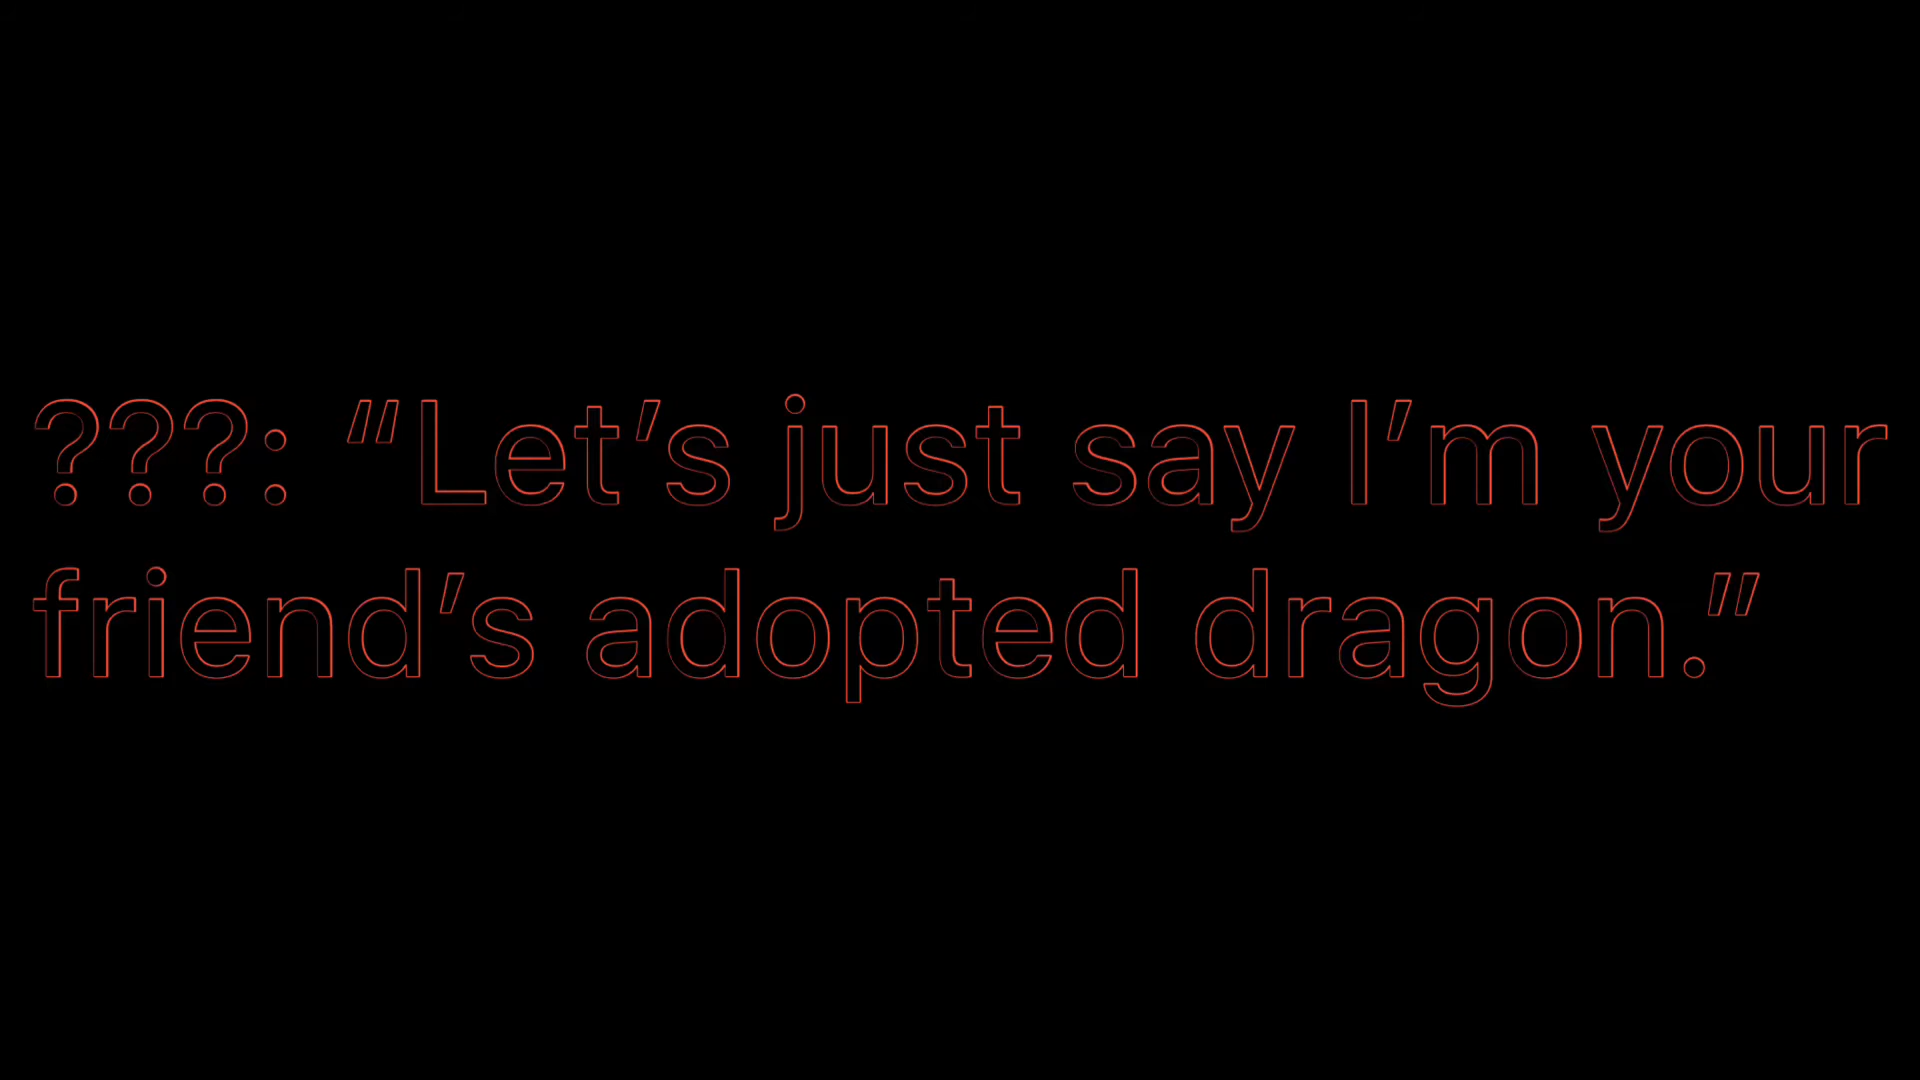 ???: “Let’s just say I’m your
friend’s adopted dragon.”